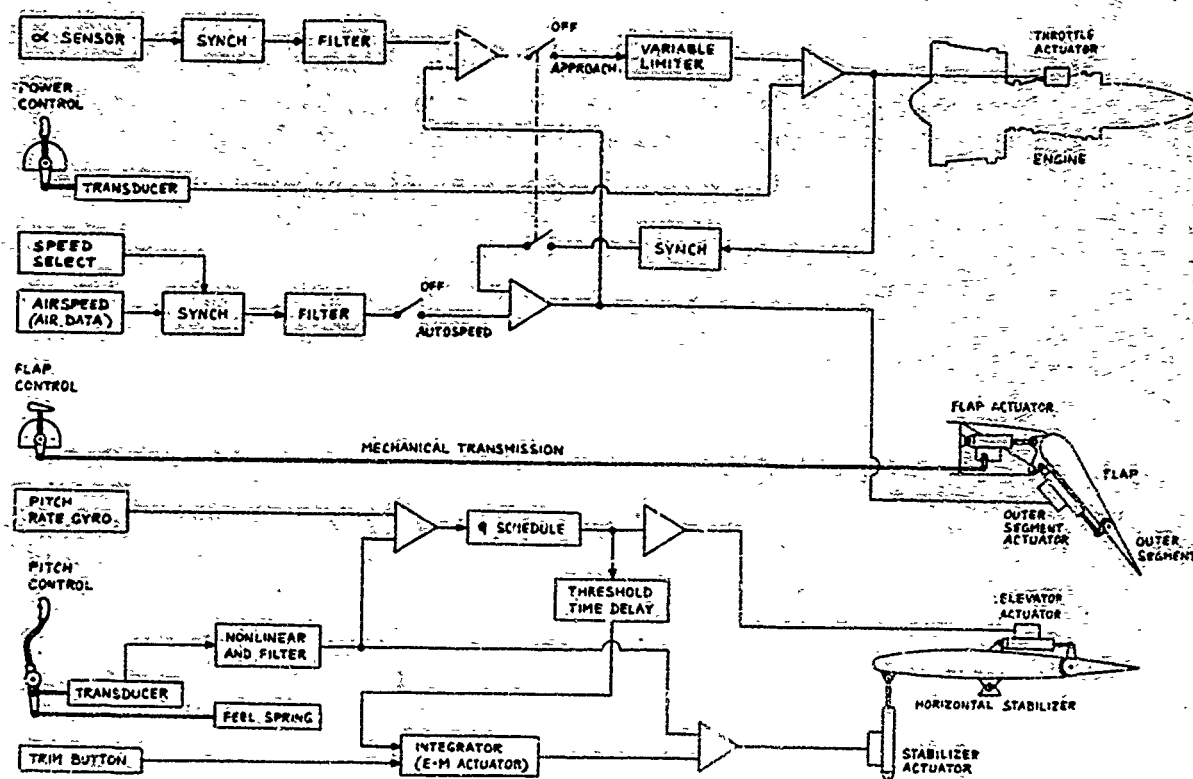 ∝ SENSOR
SYNCH
FILTER
OFF
APPROACH
VARIABLE
LIMITER
THROTTLE
ACTUATOR
ENGINE
POWER
CONTROL
TRANSDUCER
SPEED
SELECT
SYNCH
AIRSPEED
(AIR DATA)
SYNCH
FILTER
OFF
AUTOSPEED
FLAP
CONTROL
MECHANICAL TRANSMISSION
FLAP ACTUATOR
FLAP
OUTER
SEGMENT
ACTUATOR
OUTER
SEGMENT
PITCH
RATE GYRO
q SCHEDULE
THRESHOLD
TIME DELAY
PITCH
CONTROL
NONLINEAR
AND FILTER
TRANSDUCER
FEEL SPRING
TRIM BUTTON
INTEGRATOR
(E-M ACTUATOR)
ELEVATOR
ACTUATOR
HORIZONTAL STABILIZER
STABILIZER
ACTUATOR